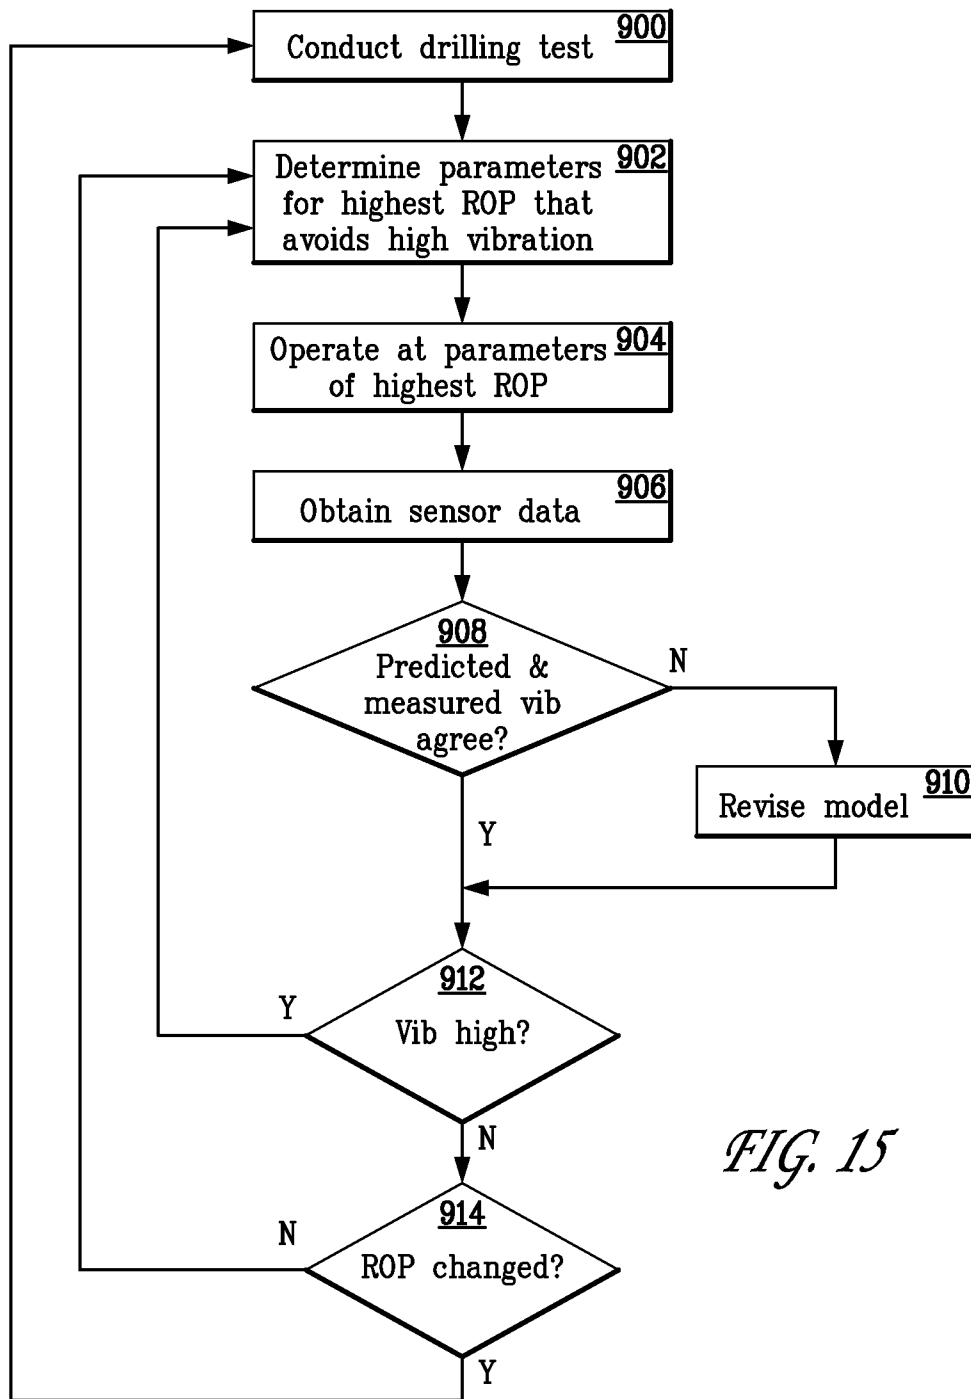 900
Conduct drilling test
902
Determine parameters
for highest ROP that
avoids high vibration
904
Operate at parameters
of highest ROP
906
Obtain sensor data
908
Predicted &
measured vib
agree?
N
910
Revise model
Y
912
Vib high?
Y
N
914
ROP changed?
N
Y
FIG. 15